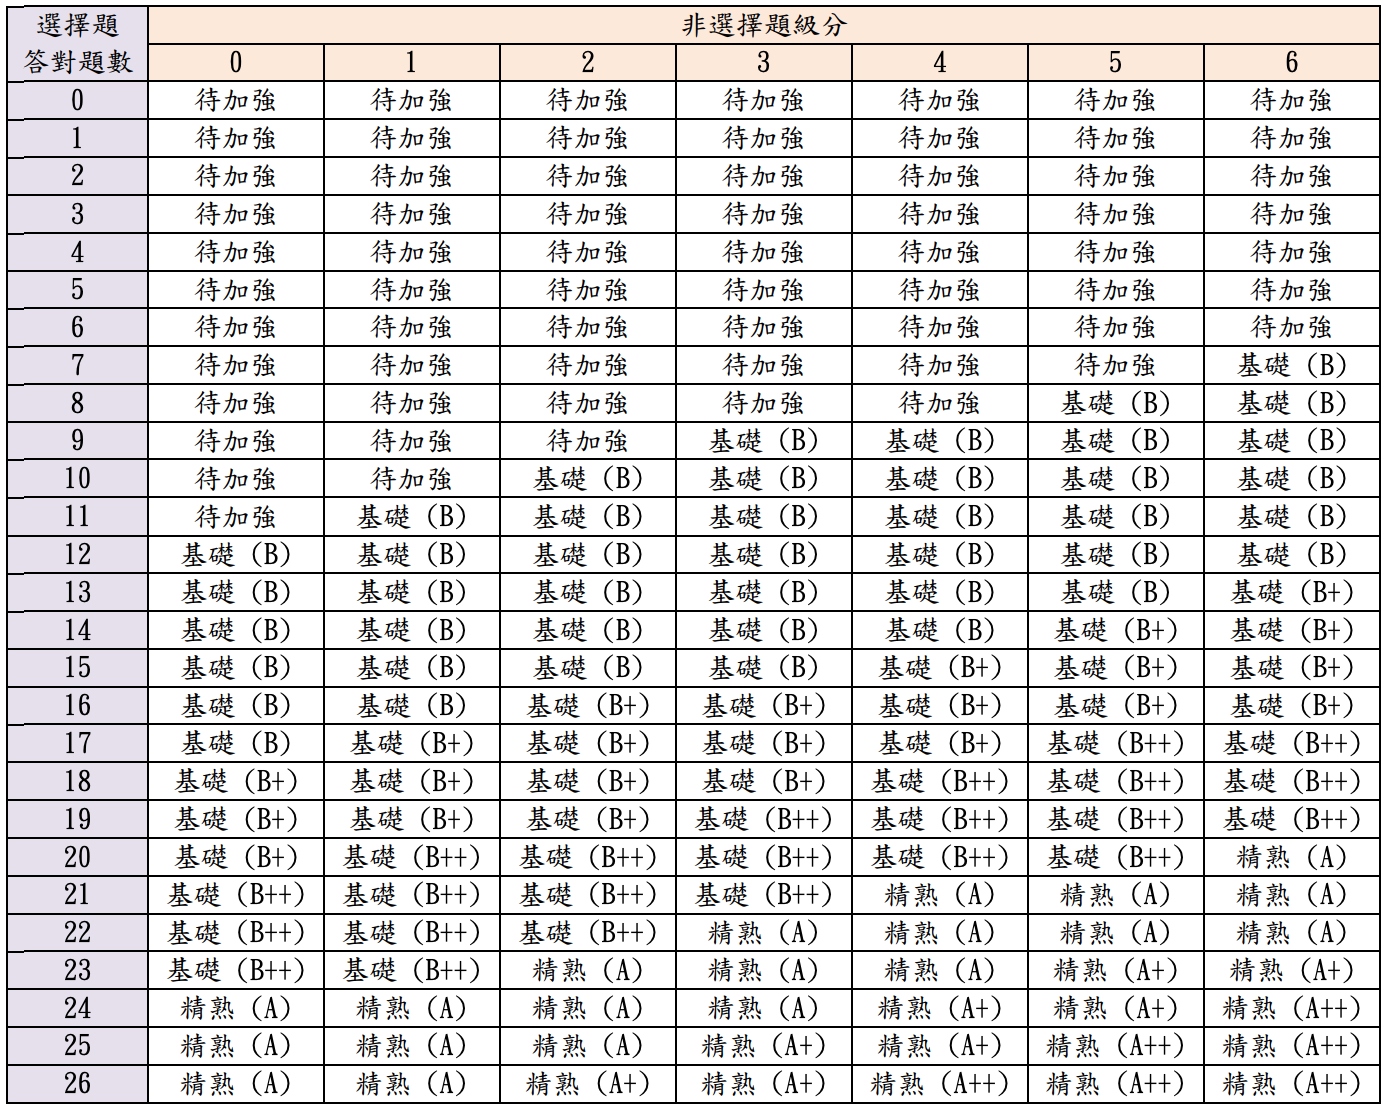 選擇題 非選擇題級分
答對題數 0 1 2 3 4 5 6
0 待加強 待加強 待加強 待加強 待加強 待加強 待加強
1 待加強 待加強 待加強 待加強 待加強 待加強 待加強
2 待加強 待加強 待加強 待加強 待加強 待加強 待加強
3 待加強 待加強 待加強 待加強 待加強 待加強 待加強
4 待加強 待加強 待加強 待加強 待加強 待加強 待加強
5 待加強 待加強 待加強 待加強 待加強 待加強 待加強
6 待加強 待加強 待加強 待加強 待加強 待加強 待加強
7 待加強 待加強 待加強 待加強 待加強 待加強 基礎 (B)
8 待加強 待加強 待加強 待加強 待加強 基礎 (B) 基礎 (B)
9 待加強 待加強 待加強 基礎 (B) 基礎 (B) 基礎 (B) 基礎 (B)
10 待加強 待加強 基礎 (B) 基礎 (B) 基礎 (B) 基礎 (B) 基礎 (B)
11 待加強 基礎 (B) 基礎 (B) 基礎 (B) 基礎 (B) 基礎 (B) 基礎 (B)
12 基礎 (B) 基礎 (B) 基礎 (B) 基礎 (B) 基礎 (B) 基礎 (B) 基礎 (B)
13 基礎 (B) 基礎 (B) 基礎 (B) 基礎 (B) 基礎 (B) 基礎 (B) 基礎 (B+)
14 基礎 (B) 基礎 (B) 基礎 (B) 基礎 (B) 基礎 (B) 基礎 (B+) 基礎 (B+)
15 基礎 (B) 基礎 (B) 基礎 (B) 基礎 (B) 基礎 (B+) 基礎 (B+) 基礎 (B+)
16 基礎 (B) 基礎 (B) 基礎 (B+) 基礎 (B+) 基礎 (B+) 基礎 (B+) 基礎 (B+)
17 基礎 (B) 基礎 (B+) 基礎 (B+) 基礎 (B+) 基礎 (B+) 基礎 (B++) 基礎 (B++)
18 基礎 (B+) 基礎 (B+) 基礎 (B+) 基礎 (B+) 基礎 (B++) 基礎 (B++) 基礎 (B++)
19 基礎 (B+) 基礎 (B+) 基礎 (B+) 基礎 (B++) 基礎 (B++) 基礎 (B++) 基礎 (B++)
20 基礎 (B+) 基礎 (B++) 基礎 (B++) 基礎 (B++) 基礎 (B++) 基礎 (B++) 精熟 (A)
21 基礎 (B++) 基礎 (B++) 基礎 (B++) 基礎 (B++) 精熟 (A) 精熟 (A) 精熟 (A)
22 基礎 (B++) 基礎 (B++) 基礎 (B++) 精熟 (A) 精熟 (A) 精熟 (A) 精熟 (A)
23 基礎 (B++) 基礎 (B++) 精熟 (A) 精熟 (A) 精熟 (A) 精熟 (A+) 精熟 (A+)
24 精熟 (A) 精熟 (A) 精熟 (A) 精熟 (A) 精熟 (A+) 精熟 (A+) 精熟 (A++)
25 精熟 (A) 精熟 (A) 精熟 (A) 精熟 (A+) 精熟 (A+) 精熟 (A++) 精熟 (A++)
26 精熟 (A) 精熟 (A) 精熟 (A+) 精熟 (A+) 精熟 (A++) 精熟 (A++) 精熟 (A++)